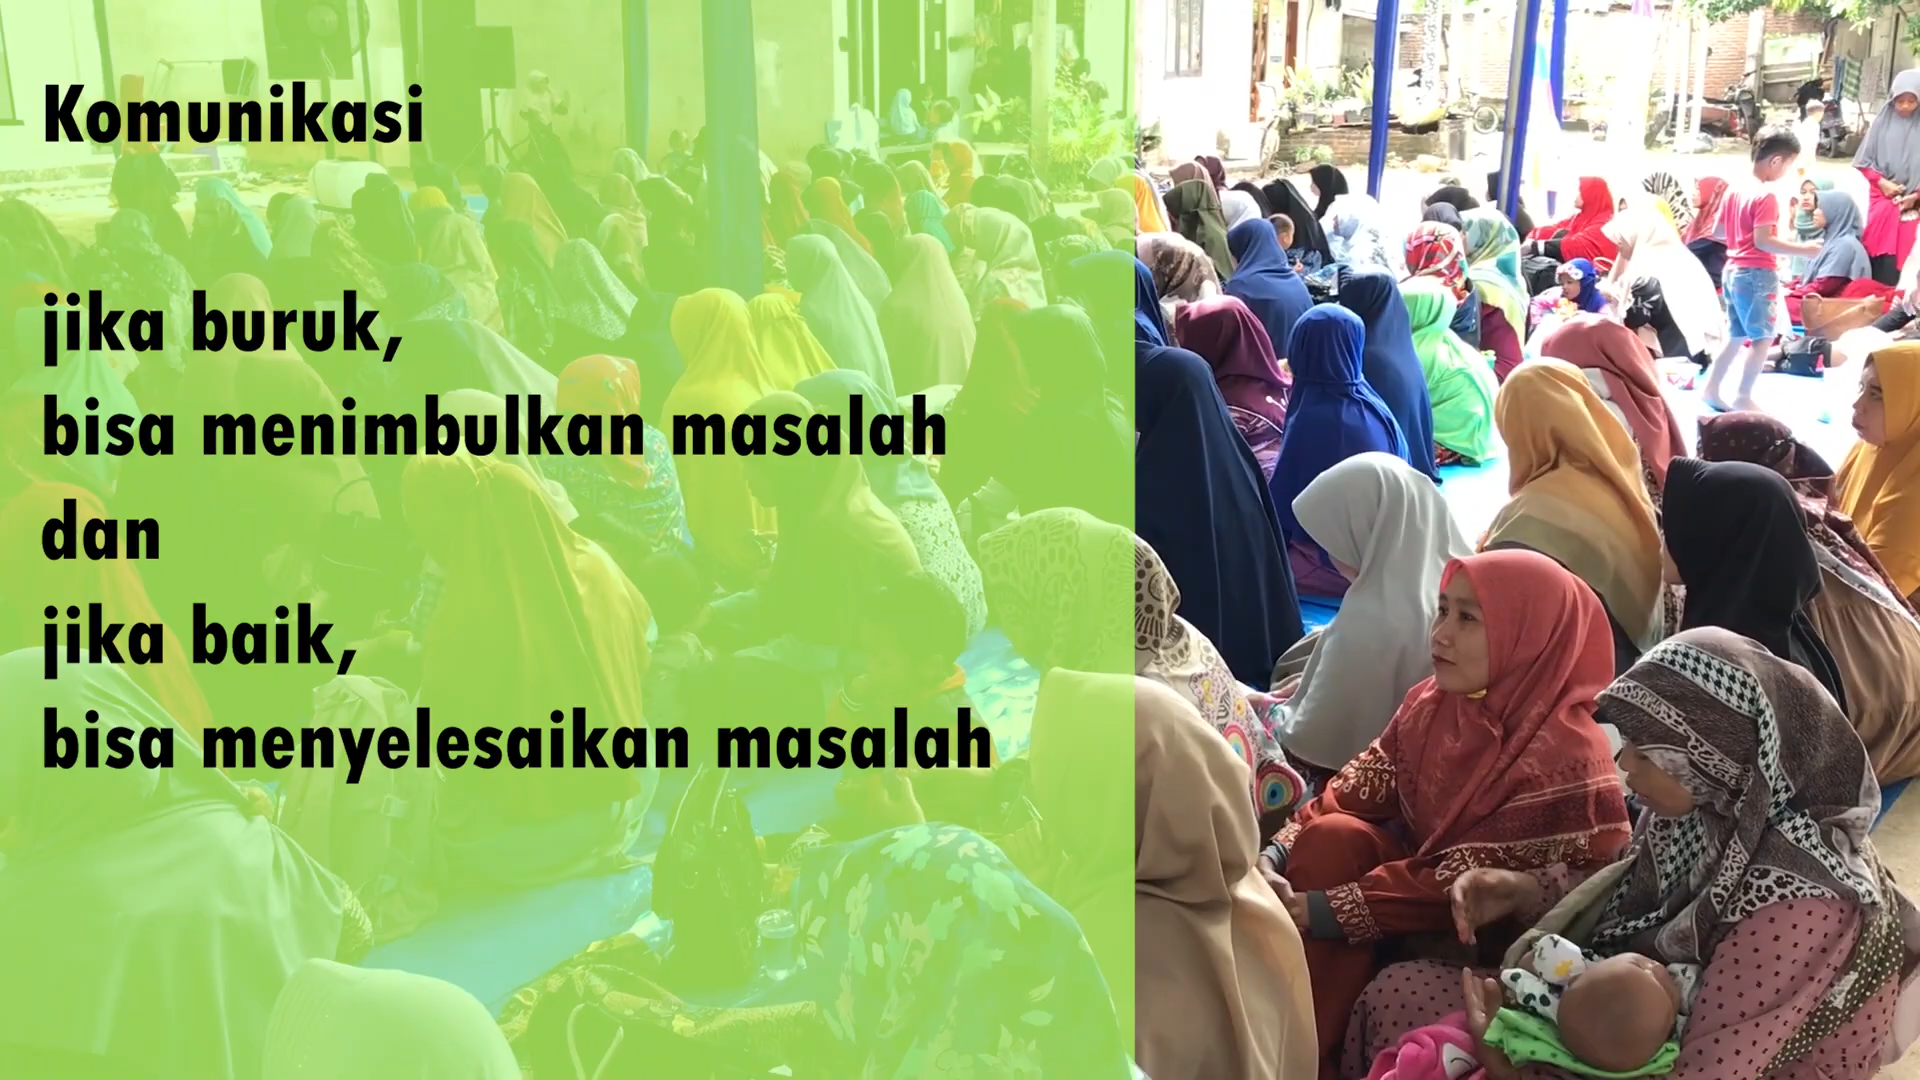 Komunikasi
jika buruk,
bisa menimbulkan masalah
dan
jika baik,
bisa menyelesaikan masalah